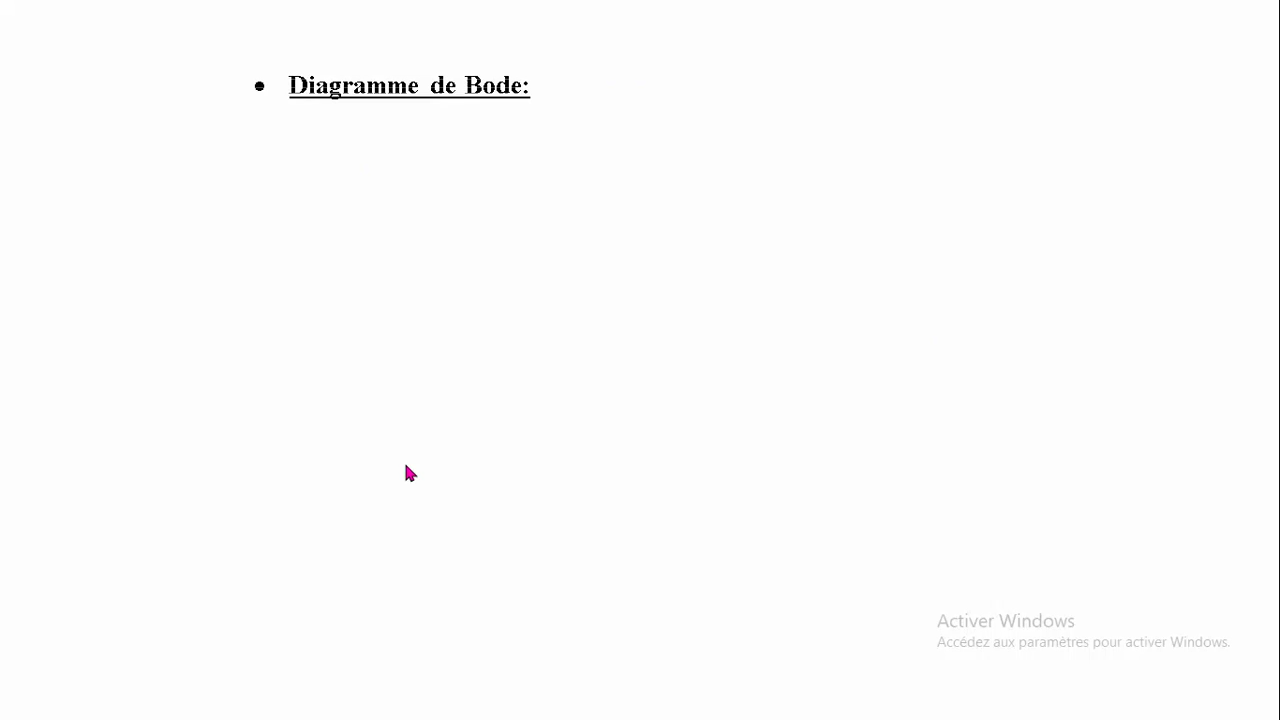 • Diagramme de Bode:
Activer Windows
Accédez aux paramètres pour activer Windows.